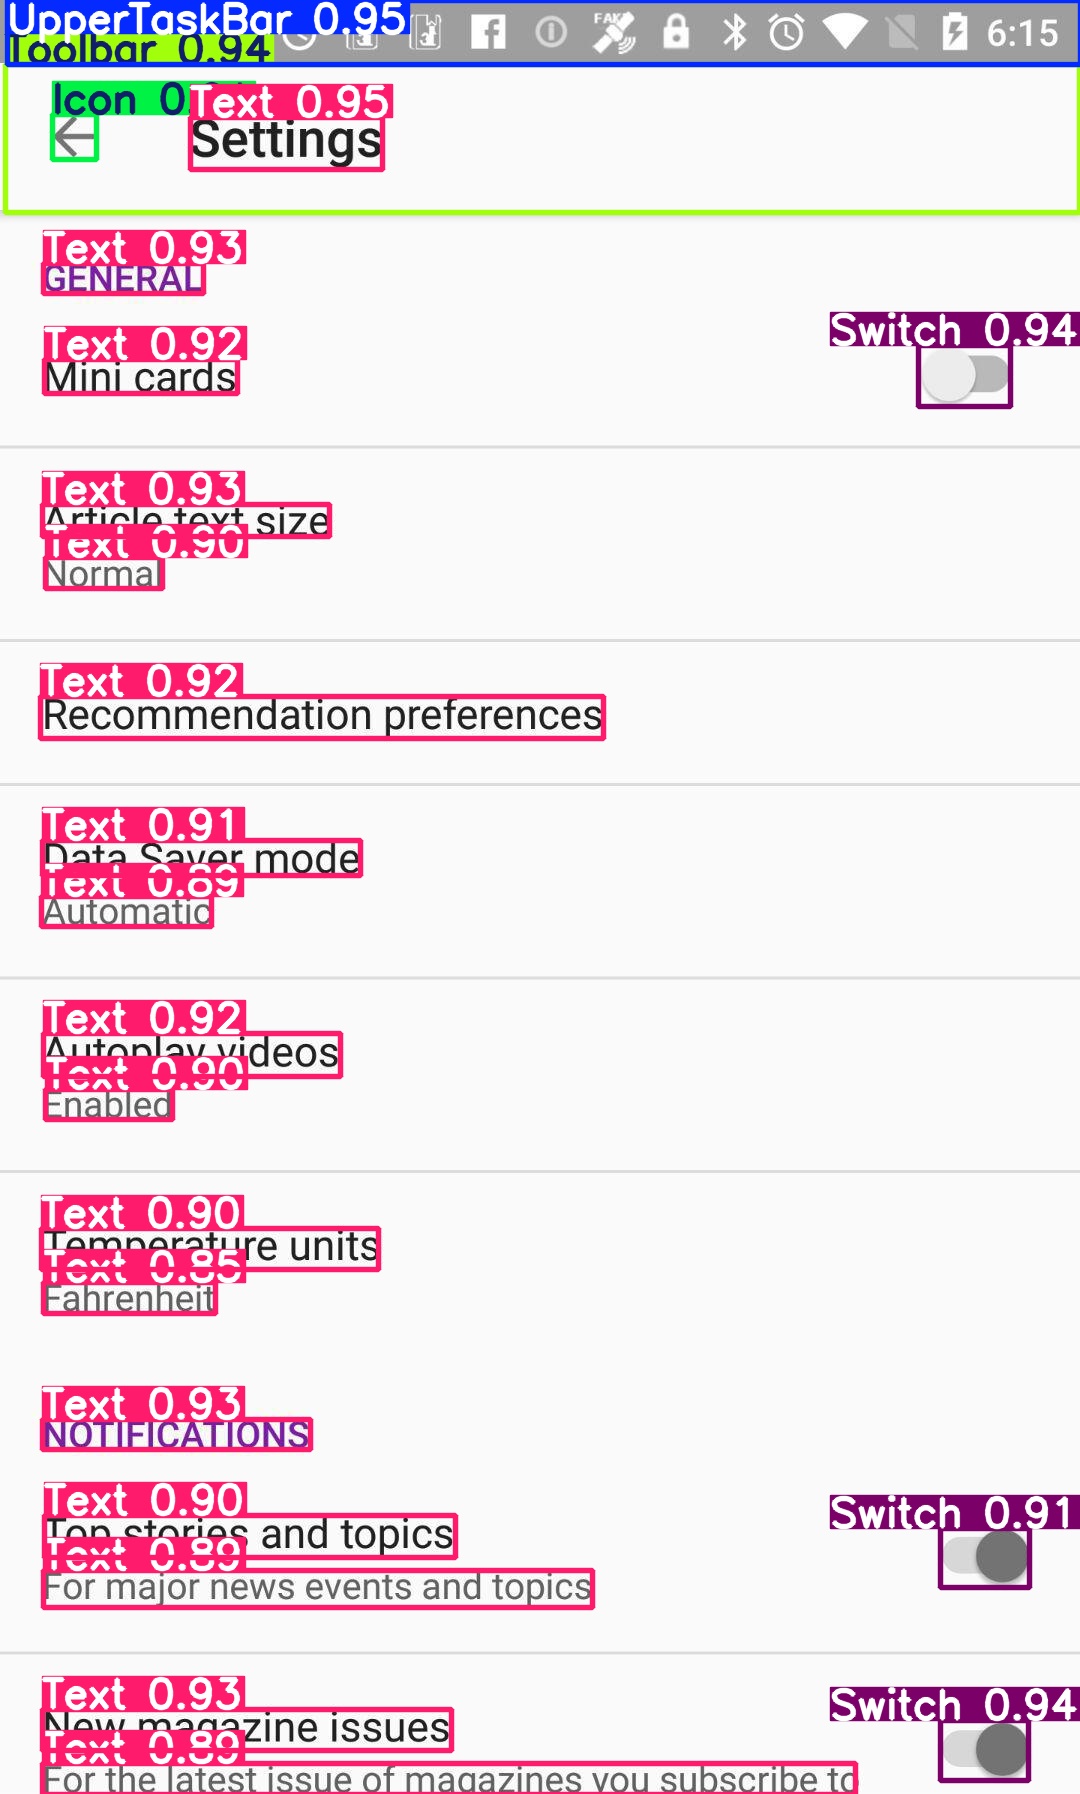 UpperTaskBar 0.95
Toolbar 0.94
FAKE
6:15
Icon 0.
Text 0.95
Settings
Text 0.93
GENERAL
Text 0.92
Switch 0.94
Mini cards
Text 0.93
Article text size
Text 0.90
Normal
Text 0.92
Recommendation preferences
Text 0.91
Data Saver mode
Text 0.89
Automatic
Text 0.92
Autoplay videos
Text 0.90
Enabled
Text 0.90
Temperature units
Text 0.85
Fahrenheit
Text 0.93
NOTIFICATIONS
Text 0.90
Switch 0.91
Top stories and topics
Text 0.89
For major news events and topics
Text 0.93
Switch 0.94
New magazine issues
Text 0.89
For the latest issue of magazines you subscribe to